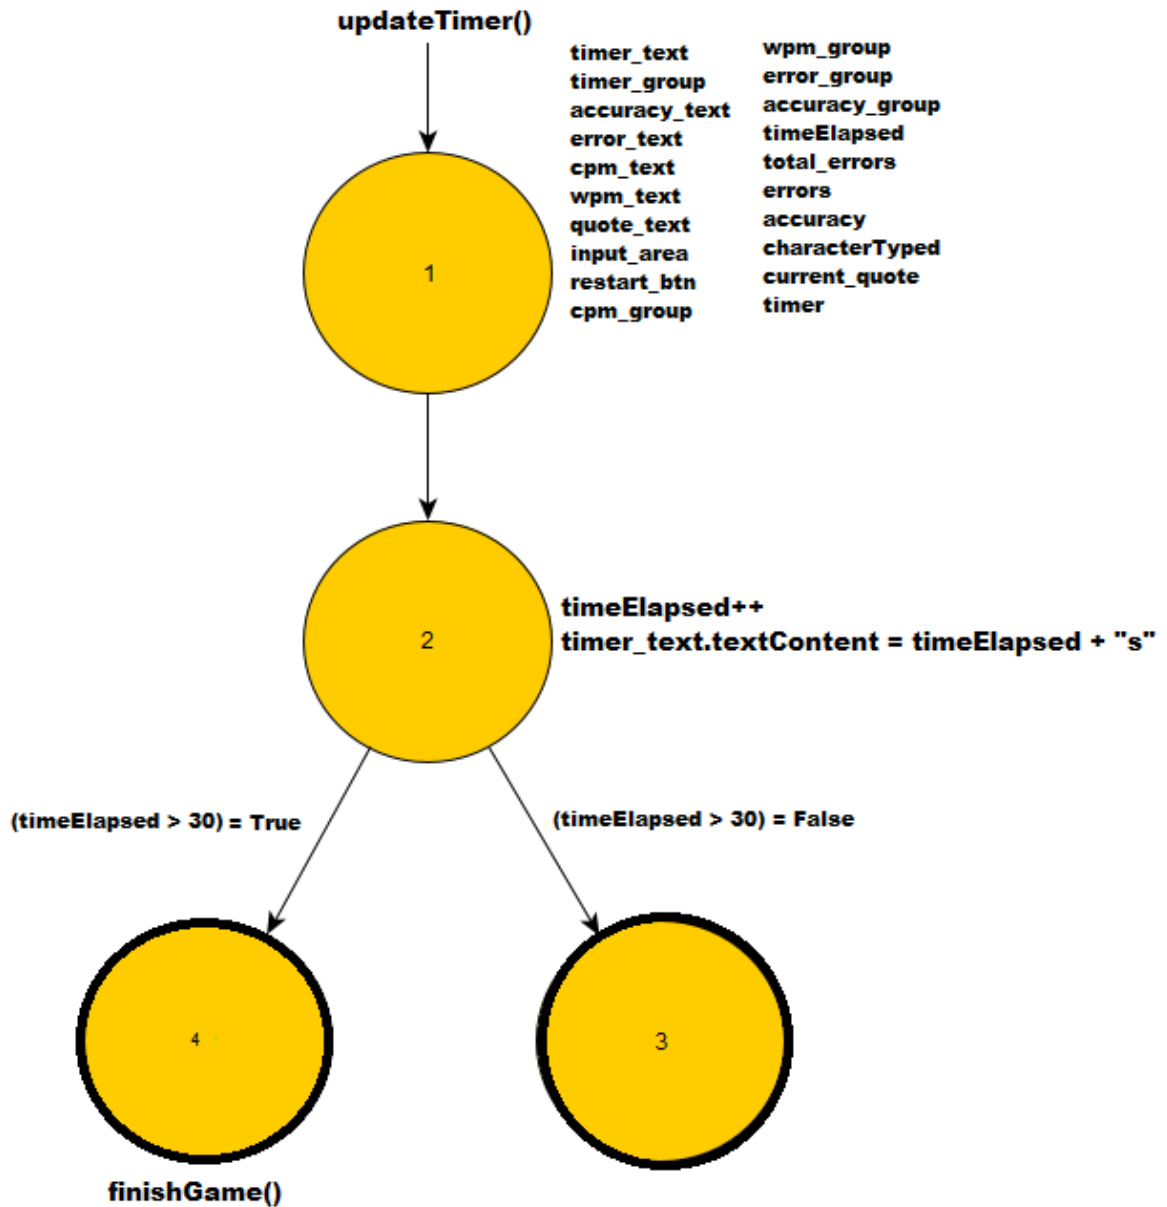 updateTimer()
timer_text
timer_group
accuracy_text
error_text
cpm_text
wpm_text
quote_text
input_area
restart_btn
cpm_group
wpm_group
error_group
accuracy_group
timeElapsed
total_errors
errors
accuracy
characterTyped
current_quote
timer
1
2
timeElapsed++
timer_text.textContent = timeElapsed + "s"
(timeElapsed > 30) = True
(timeElapsed > 30) = False
4
3
finishGame()